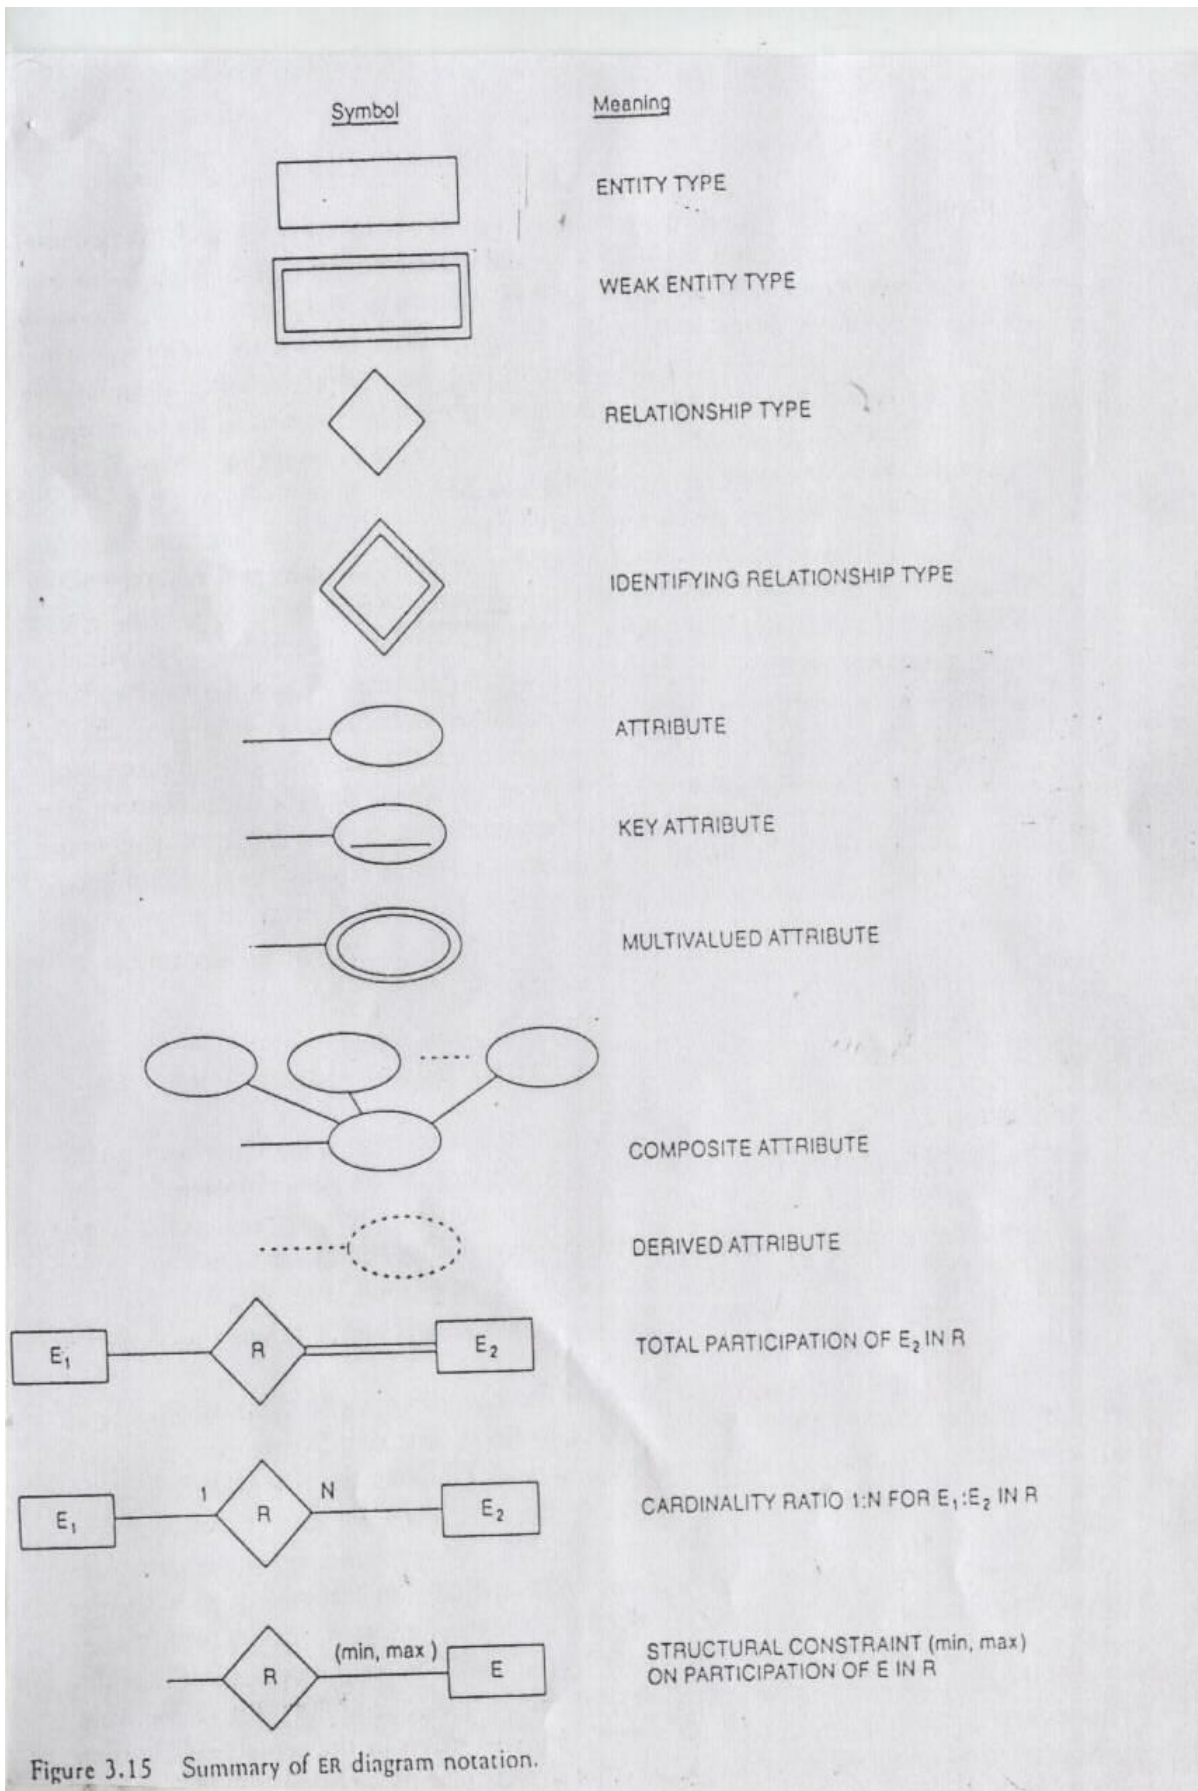 Symbol Meaning
ENTITY TYPE
WEAK ENTITY TYPE
RELATIONSHIP TYPE
IDENTIFYING RELATIONSHIP TYPE
ATTRIBUTE
KEY ATTRIBUTE
MULTIVALUED ATTRIBUTE
COMPOSITE ATTRIBUTE
DERIVED ATTRIBUTE
E₁ R E₂ TOTAL PARTICIPATION OF E₂ IN R
1 N
E₁ R E₂ CARDINALITY RATIO 1:N FOR E₁:E₂ IN R
(min, max) STRUCTURAL CONSTRAINT (min, max)
R E ON PARTICIPATION OF E IN R
Figure 3.15 Summary of ER diagram notation.